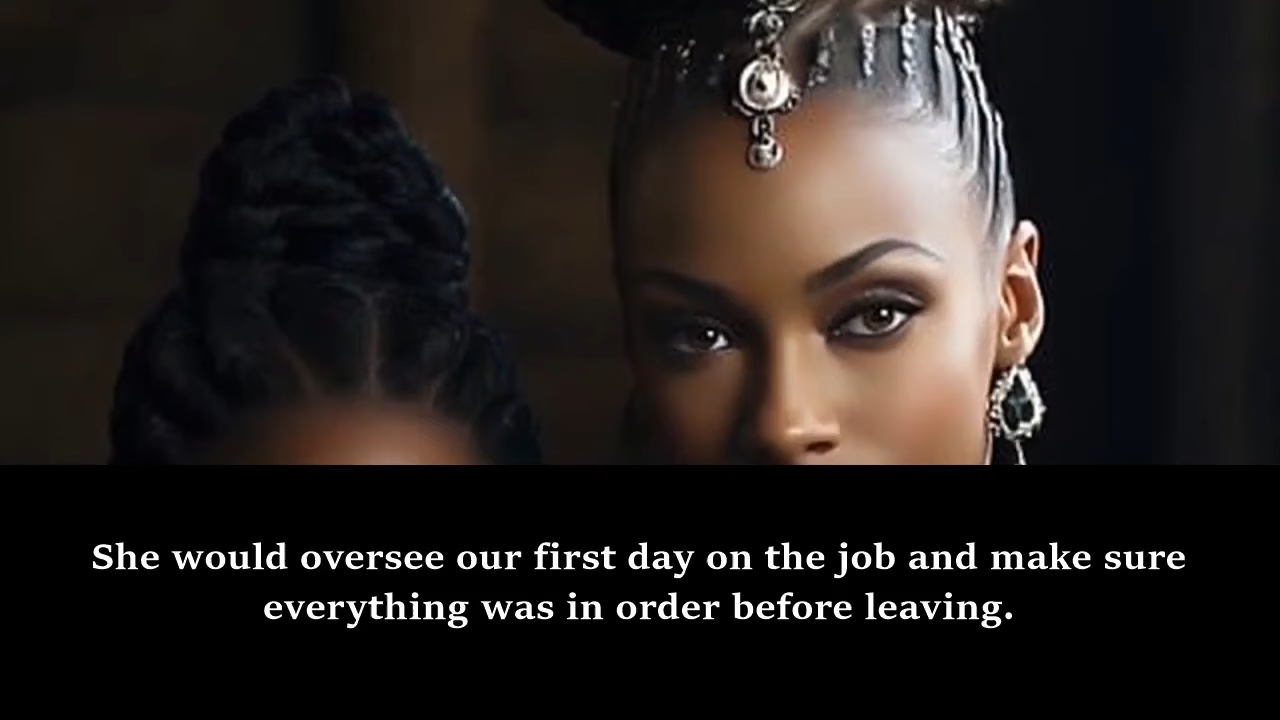 She would oversee our first day on the job and make sure
everything was in order before leaving.